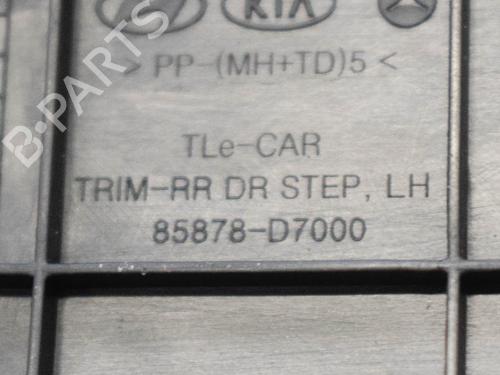 KIA
> PP-(MH+TD)5 <
TLe-CAR
TRIM-RR DR STEP, LH
85878-D7000
B-PARTS